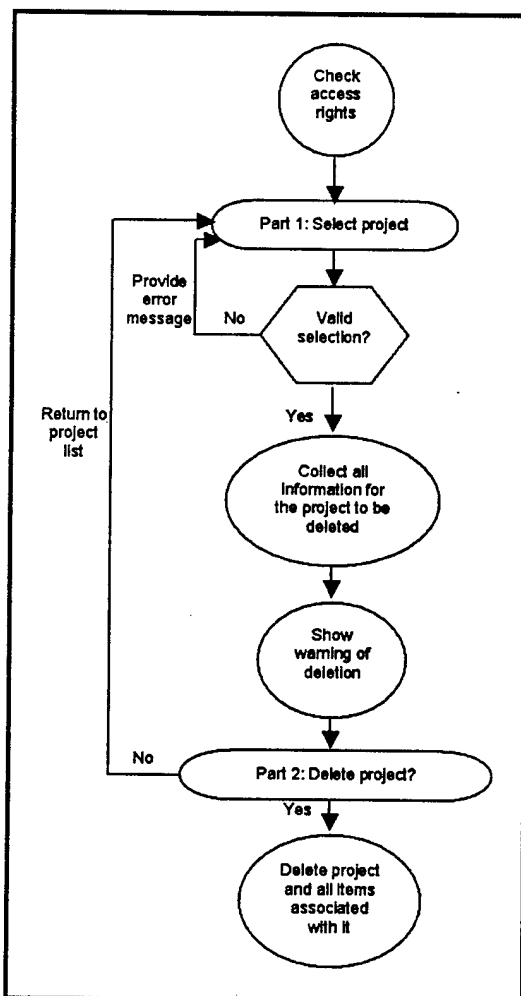 Check
access
rights
Part 1: Select project
Provide
error
message
No
Valid
selection?
Return to
project
list
Yes
Collect all
information for
the project to be
deleted
Show
warning of
deletion
No
Part 2: Delete project?
Yes
Delete project
and all items
associated
with it